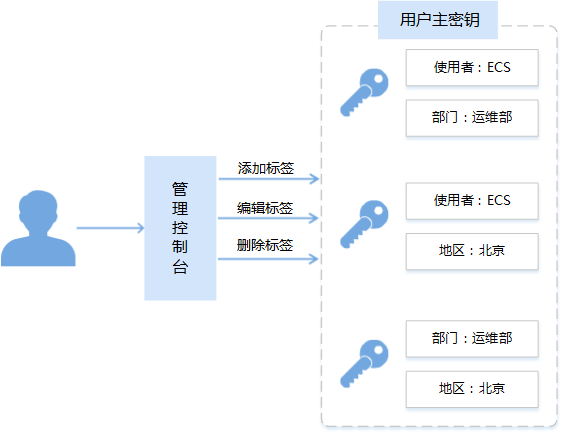 用户主密钥
使用者：ECS
部门：运维部
添加标签
编辑标签
删除标签
管理控制台
使用者：ECS
地区：北京
部门：运维部
地区：北京